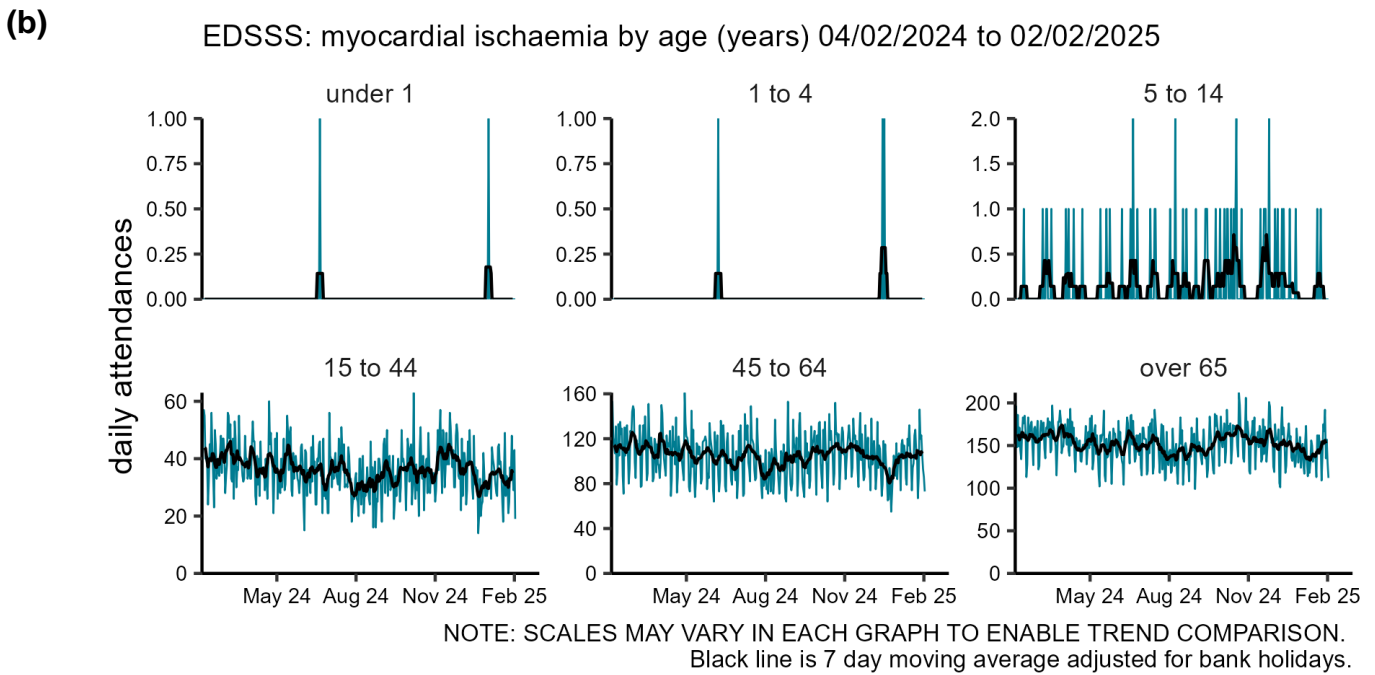 (b)
EDSSS: myocardial ischaemia by age (years) 04/02/2024 to 02/02/2025
daily attendances
under 1
1.00
0.75
0.50
0.25
0.00
1 to 4
1.00
0.75
0.50
0.25
0.00
5 to 14
2.0
1.5
1.0
0.5
0.0
15 to 44
60
40
20
0
May 24 Aug 24 Nov 24 Feb 25
45 to 64
160
120
80
40
0
May 24 Aug 24 Nov 24 Feb 25
over 65
200
150
100
50
0
May 24 Aug 24 Nov 24 Feb 25
NOTE: SCALES MAY VARY IN EACH GRAPH TO ENABLE TREND COMPARISON.
Black line is 7 day moving average adjusted for bank holidays.